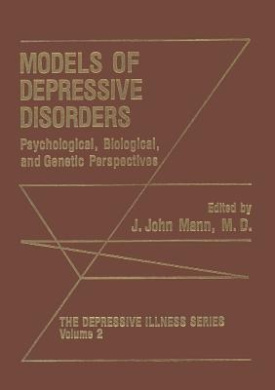 MODELS OF
DEPRESSIVE
DISORDERS
Psychological, Biological,
and Genetic Perspectives
Edited by
J. John Mann, M. D.
THE DEPRESSIVE ILLNESS SERIES
Volume 2